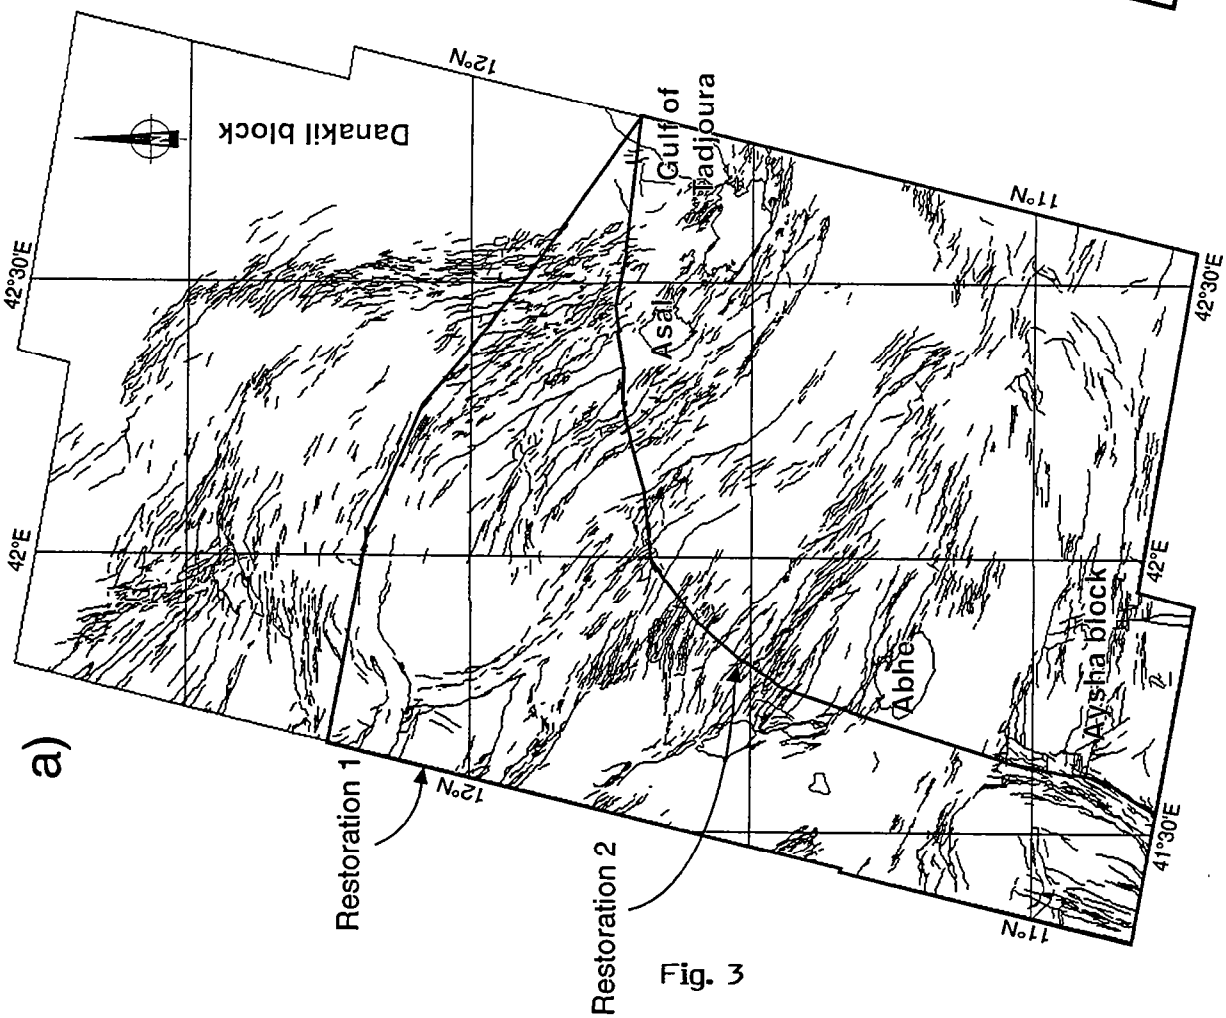 a)
42°30'E
42°E
12°N
Danakil block
Gulf of
Tadjoura
Asal
11°N
Restoration 1
12°N
Restoration 2
Abhe
Aysha block
42°30'E
42°E
41°30'E
11°N
Fig. 3